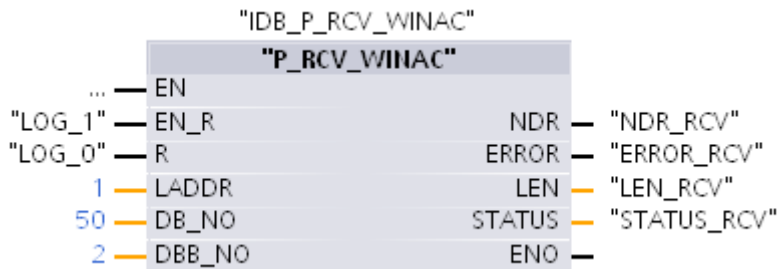 "IDB_P_RCV_WINAC"
"P_RCV_WINAC"
... EN
"LOG_1" EN_R NDR "NDR_RCV"
"LOG_0" R ERROR "ERROR_RCV"
1 LADDR LEN "LEN_RCV"
50 DB_NO STATUS "STATUS_RCV"
2 DBB_NO ENO